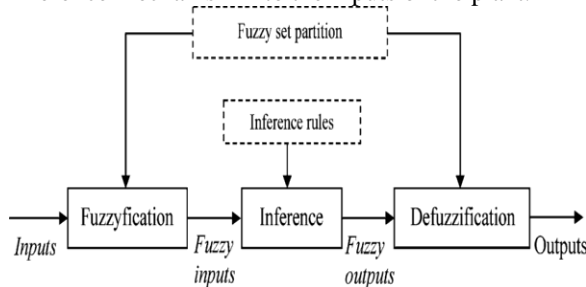 Fuzzy set partition
Inference rules
Fuzzyfication
Inference
Defuzzification
Inputs
Fuzzy
inputs
Fuzzy
outputs
Outputs